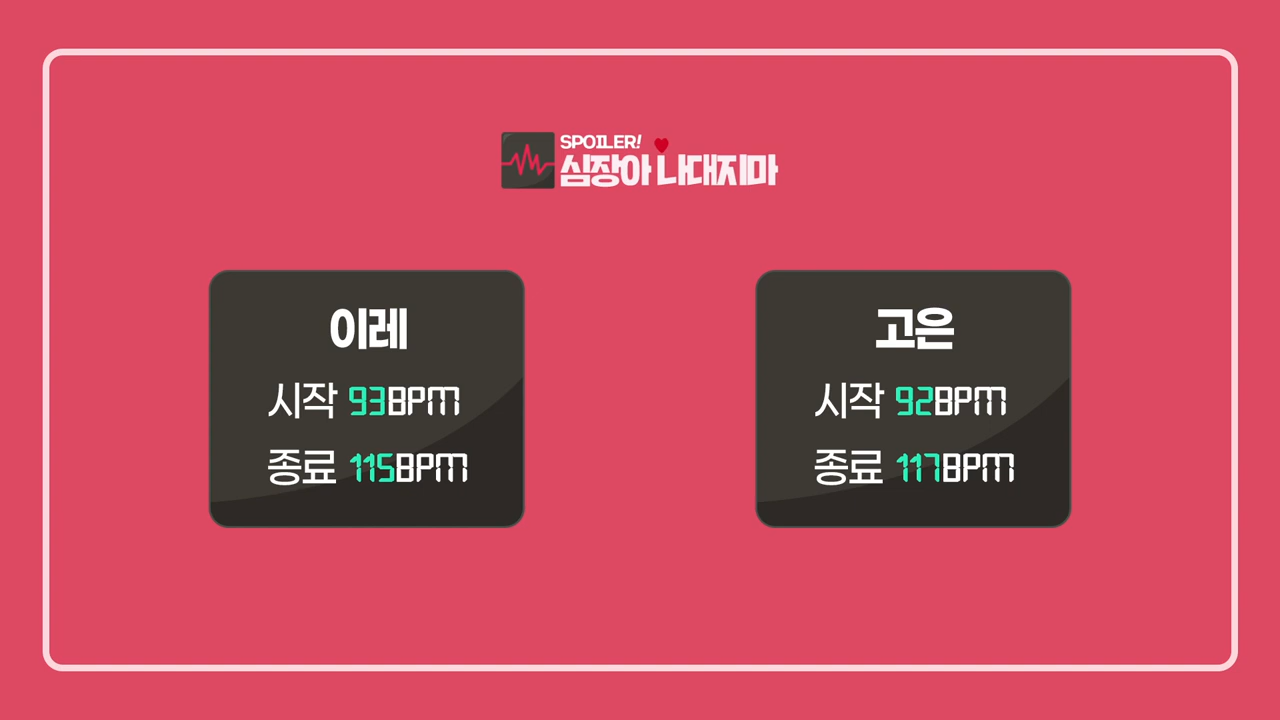 SPOILER!
심장아 나대지마
이레
시작 93BPM
종료 115BPM
고은
시작 92BPM
종료 117BPM